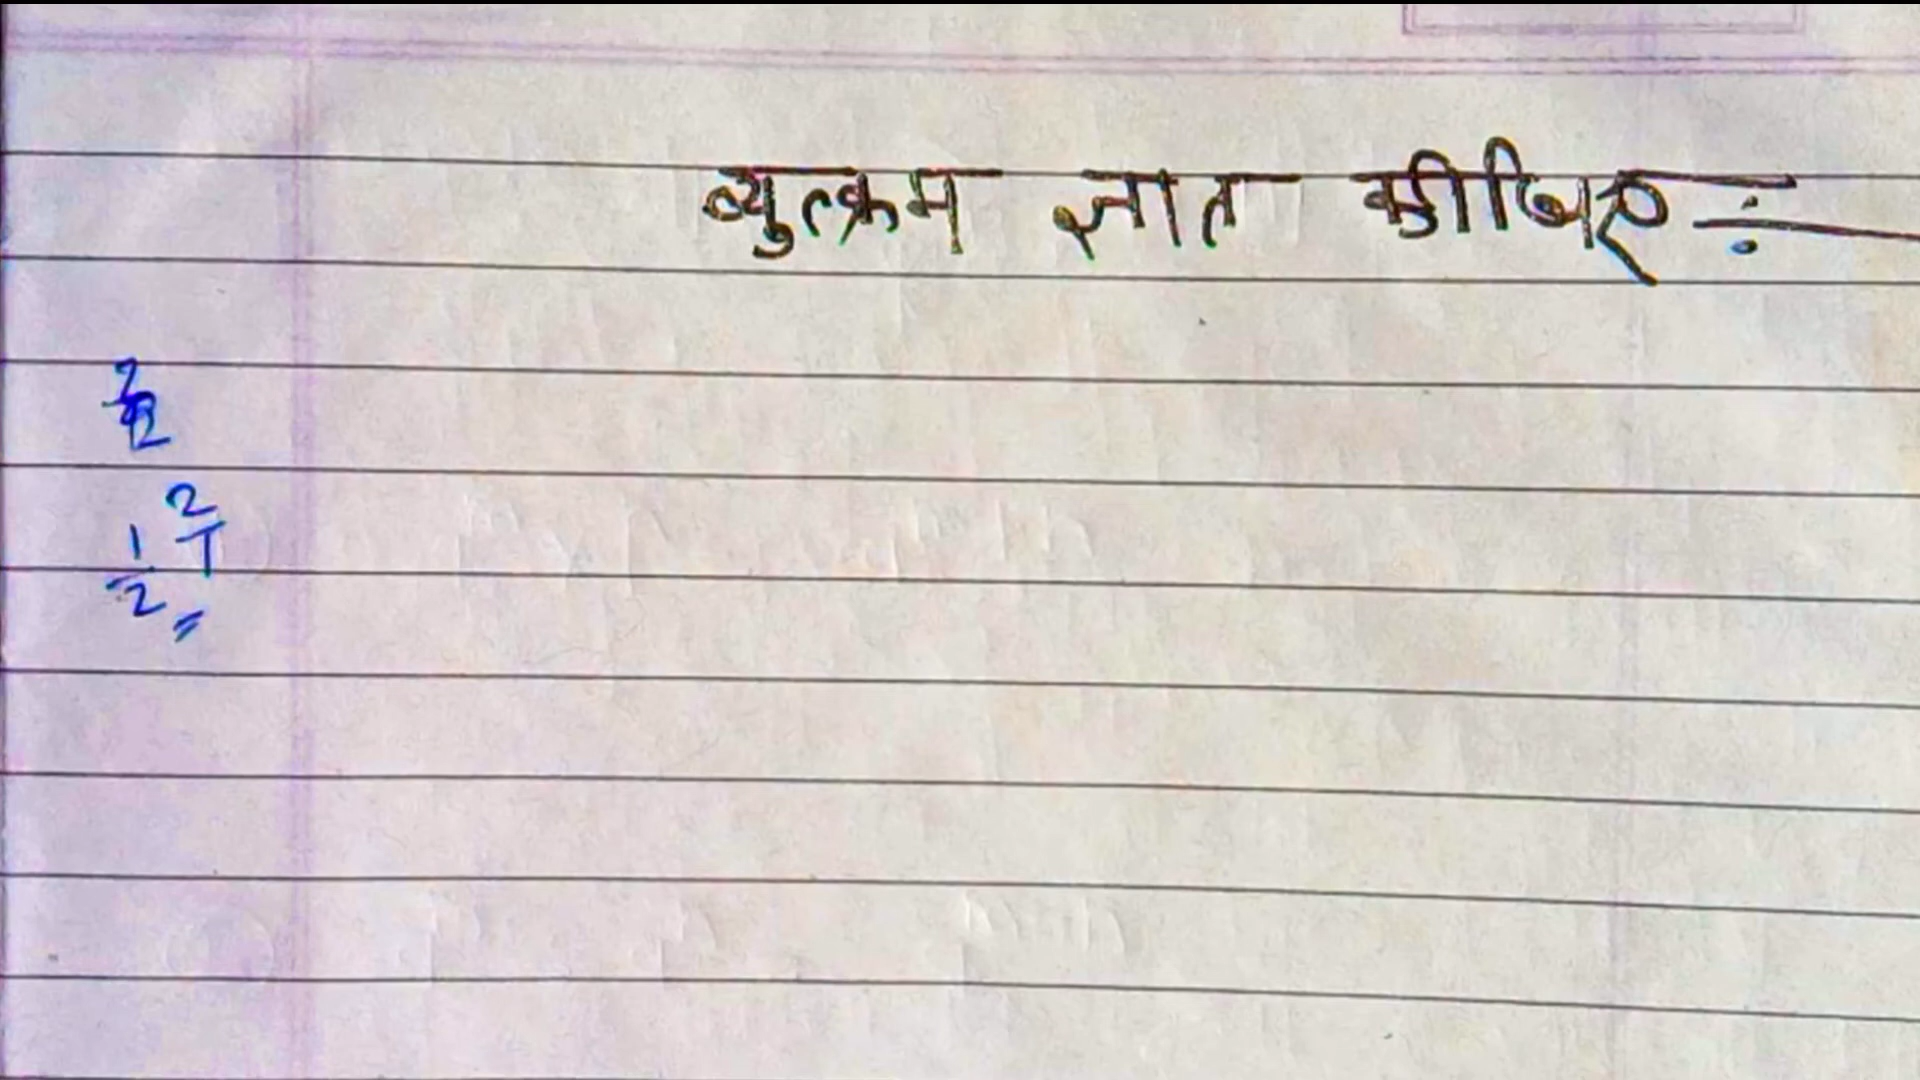 व्युत्क्रम ज्ञात कीजिए :-
1/2 2/1 =